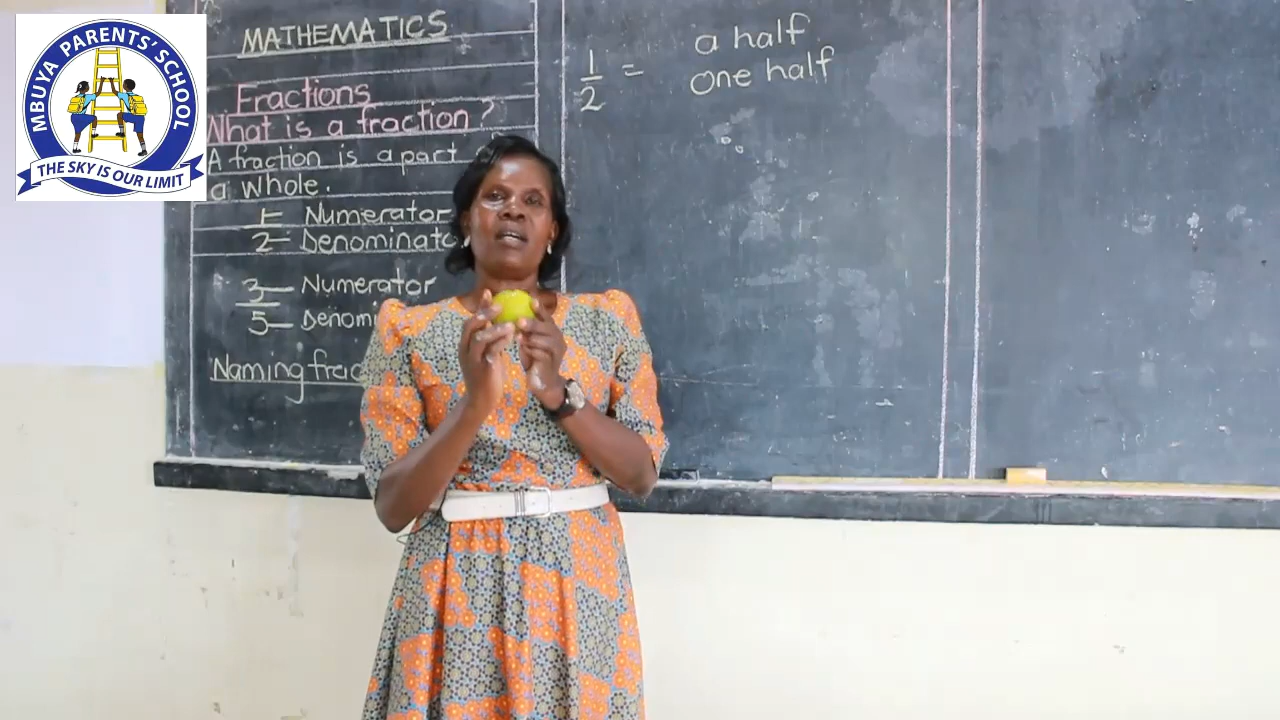 MBUYA PARENTS' SCHOOL
THE SKY IS OUR LIMIT
MATHEMATICS
Fractions
What is a fraction?
A fraction is a part
a whole.
1 Numerator
2 Denominato
3 Numerator
5 Denomi
Naming frac
1/2 = a half
one half